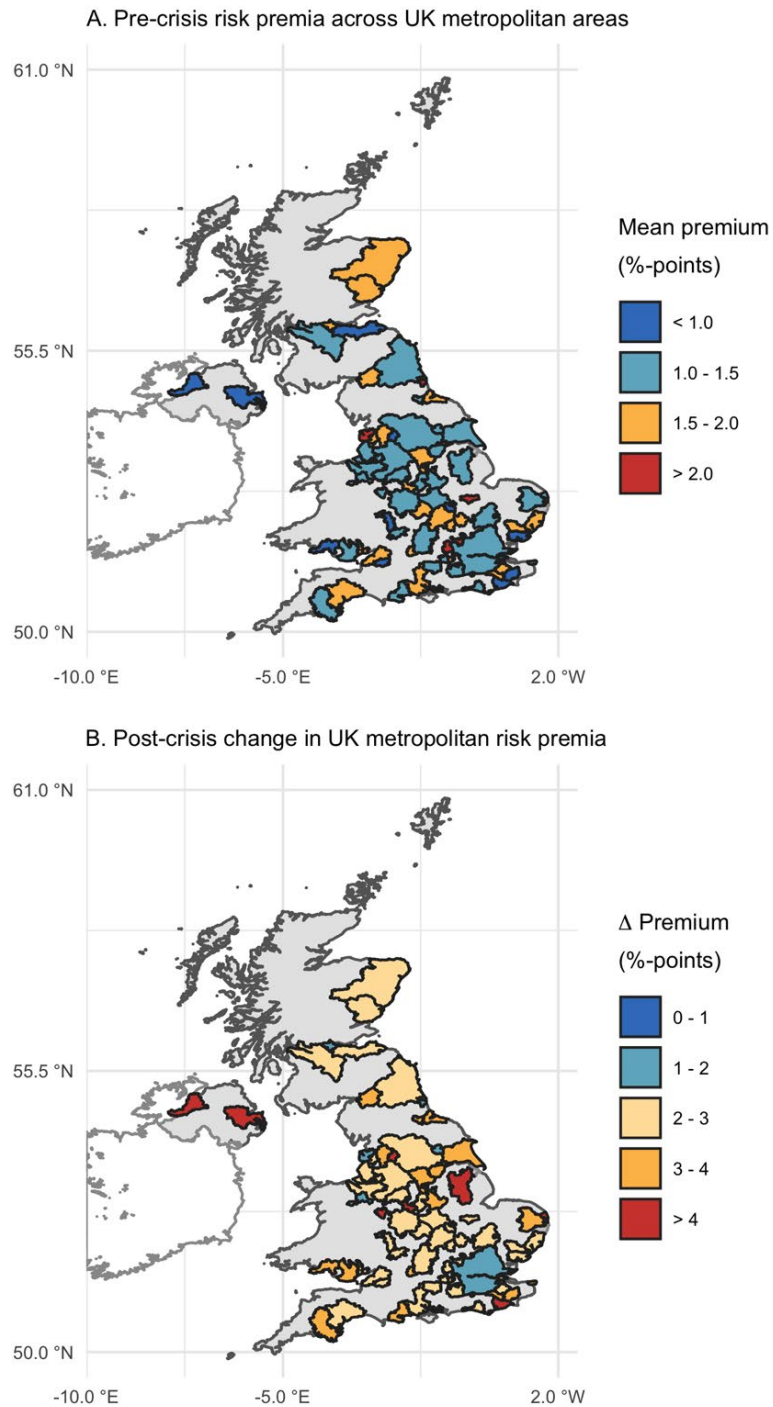 A. Pre-crisis risk premia across UK metropolitan areas
61.0 °N
55.5 °N
50.0 °N
-10.0 °E
-5.0 °E
2.0 °W
Mean premium
(%-points)
< 1.0
1.0 - 1.5
1.5 - 2.0
> 2.0
B. Post-crisis change in UK metropolitan risk premia
61.0 °N
55.5 °N
50.0 °N
-10.0 °E
-5.0 °E
2.0 °W
Δ Premium
(%-points)
0 - 1
1 - 2
2 - 3
3 - 4
> 4